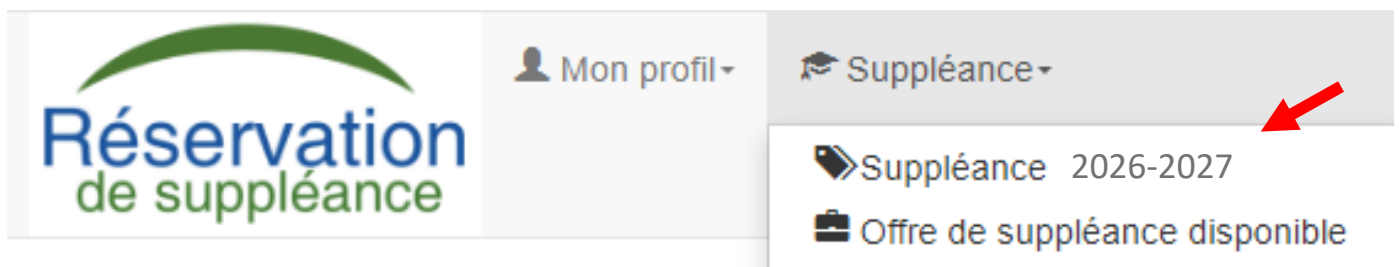 Réservation
de suppléance
Mon profil
Suppléance
Suppléance 2026-2027
Offre de suppléance disponible